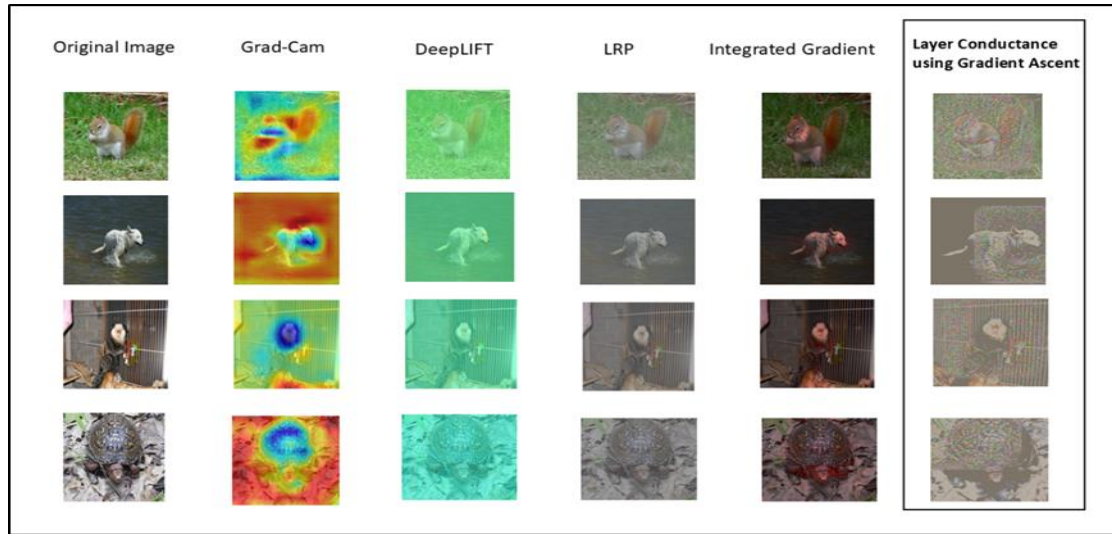 Original Image
Grad-Cam
DeepLIFT
LRP
Integrated Gradient
Layer Conductance
using Gradient Ascent